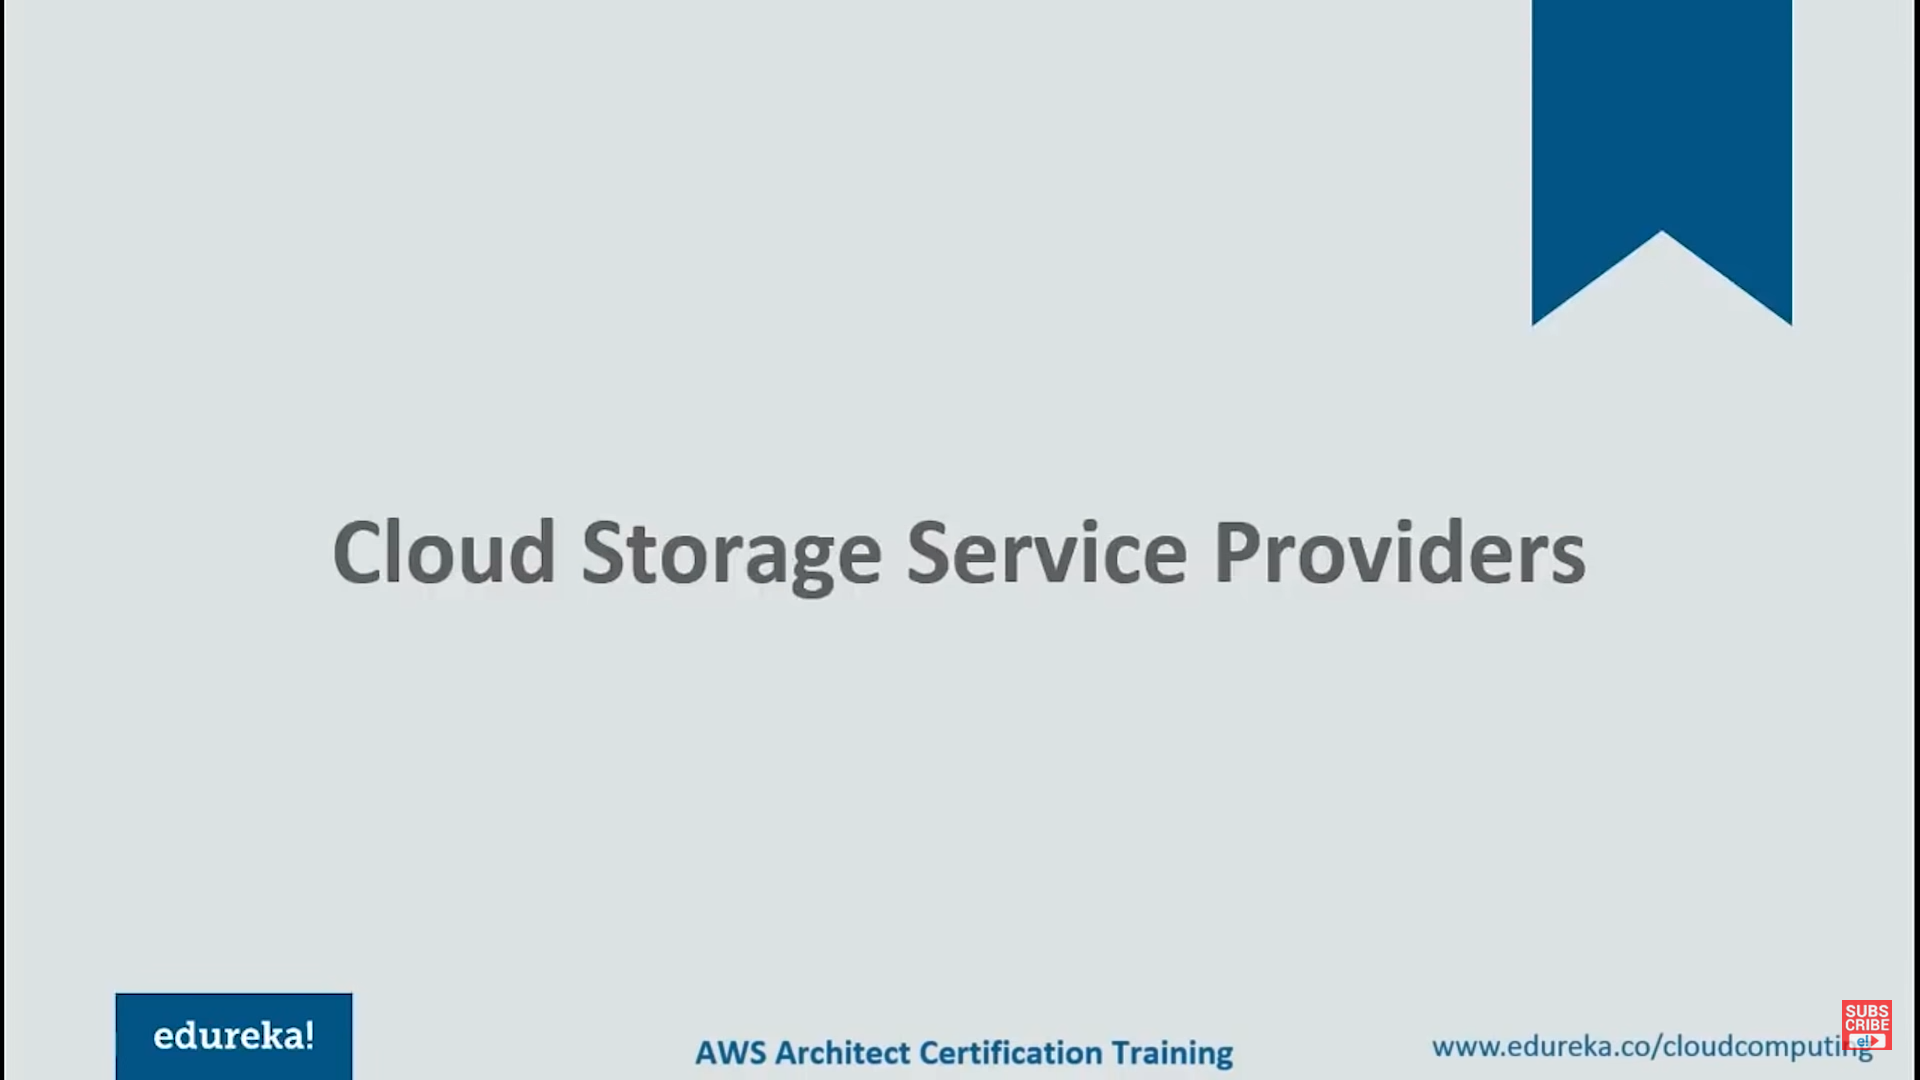 Cloud Storage Service Providers
edureka!
AWS Architect Certification Training
www.edureka.co/cloudcomputing
SUBS
CRIBE
e!